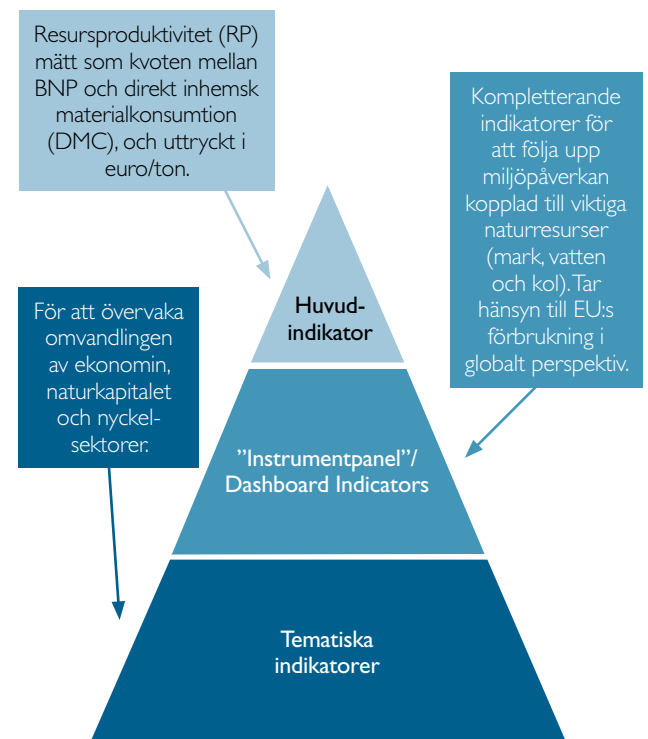 Resursproduktivitet (RP)
mätt som kvoten mellan
BNP och direkt inhemsk
materialkonsumtion
(DMC), och uttryckt i
euro/ton.
Kompletterande
indikatorer för
att följa upp
miljöpåverkan
kopplad till viktiga
naturresurser
(mark, vatten
och kol). Tar
hänsyn till EU:s
förbrukning i
globalt perspektiv.
För att övervaka
omvandlingen
av ekonomin,
naturkapitalet
och nyckel-
sektorer.
Huvud-
indikator
”Instrumentpanel”/
Dashboard Indicators
Tematiska
indikatorer